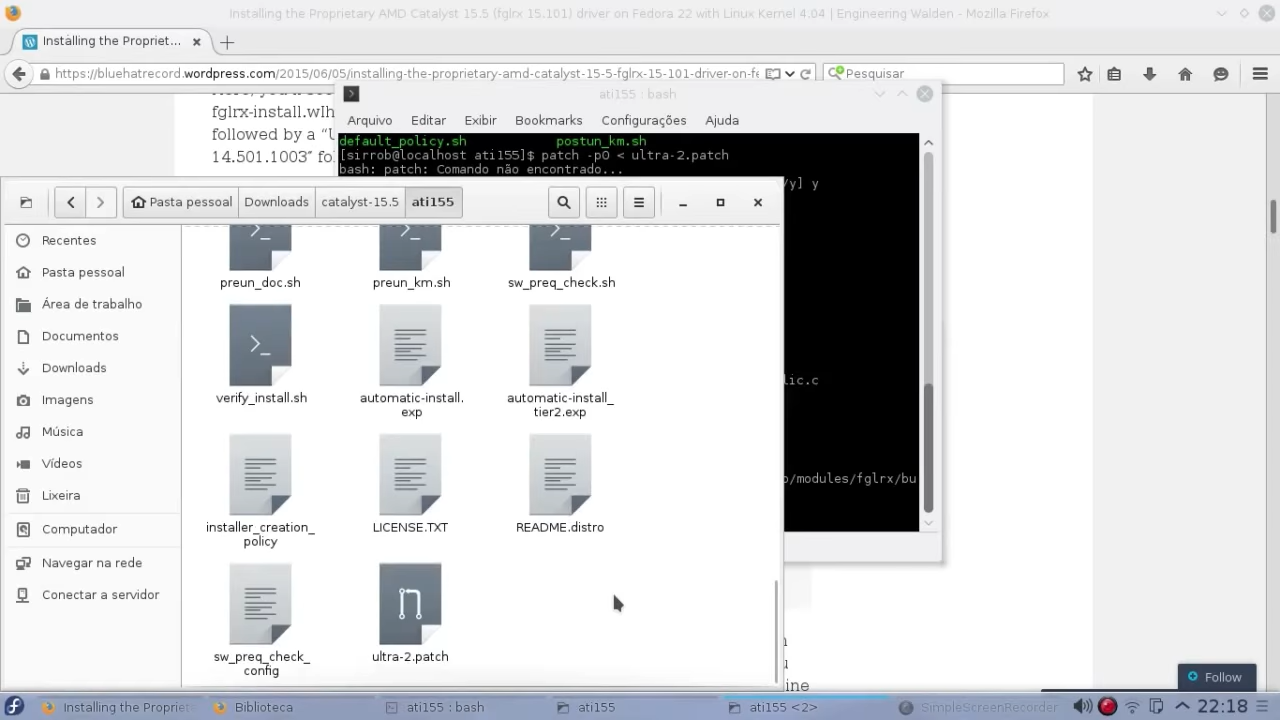 Installing the Proprietary AMD Catalyst 15.5 (fglrx 15.101) driver on Fedora 22 with Linux Kernel 4.04 | Engineering Walden - Mozilla Firefox
Installing the Propriet...
https://bluehatrecord.wordpress.com/2015/06/05/installing-the-proprietary-amd-catalyst-15-5-fglrx-15-101-driver-on-fe
Pesquisar
fglrx-install.wlh
followed by a “U
14.501.1003” fo
ati155 : bash
Arquivo Editar Exibir Bookmarks Configurações Ajuda
default_policy.sh postun_km.sh
[sirrob@localhost ati155]$ patch -p0 < ultra-2.patch
bash: patch: Comando não encontrado...
/y] y
lic.c
/modules/fglrx/bu
Pasta pessoal Downloads catalyst-15.5 ati155
Recentes
Pasta pessoal
Área de trabalho
Documentos
Downloads
Imagens
Música
Vídeos
Lixeira
Computador
Navegar na rede
Conectar a servidor
preun_doc.sh preun_km.sh sw_preq_check.sh
verify_install.sh automatic-install.exp automatic-install_tier2.exp
installer_creation_policy LICENSE.TXT README.distro
sw_preq_check_config ultra-2.patch
ine
Follow
Installing the Propriet Biblioteca ati155 : bash ati155 ati155 <2> SimpleScreenRecorder 22:18